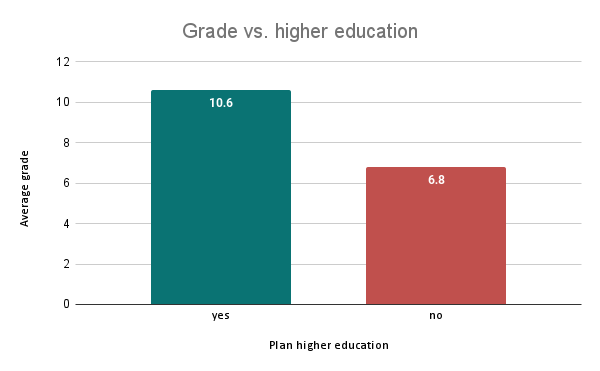 Grade vs. higher education
Average grade
12
10
8
6
4
2
0
10.6
6.8
yes
no
Plan higher education